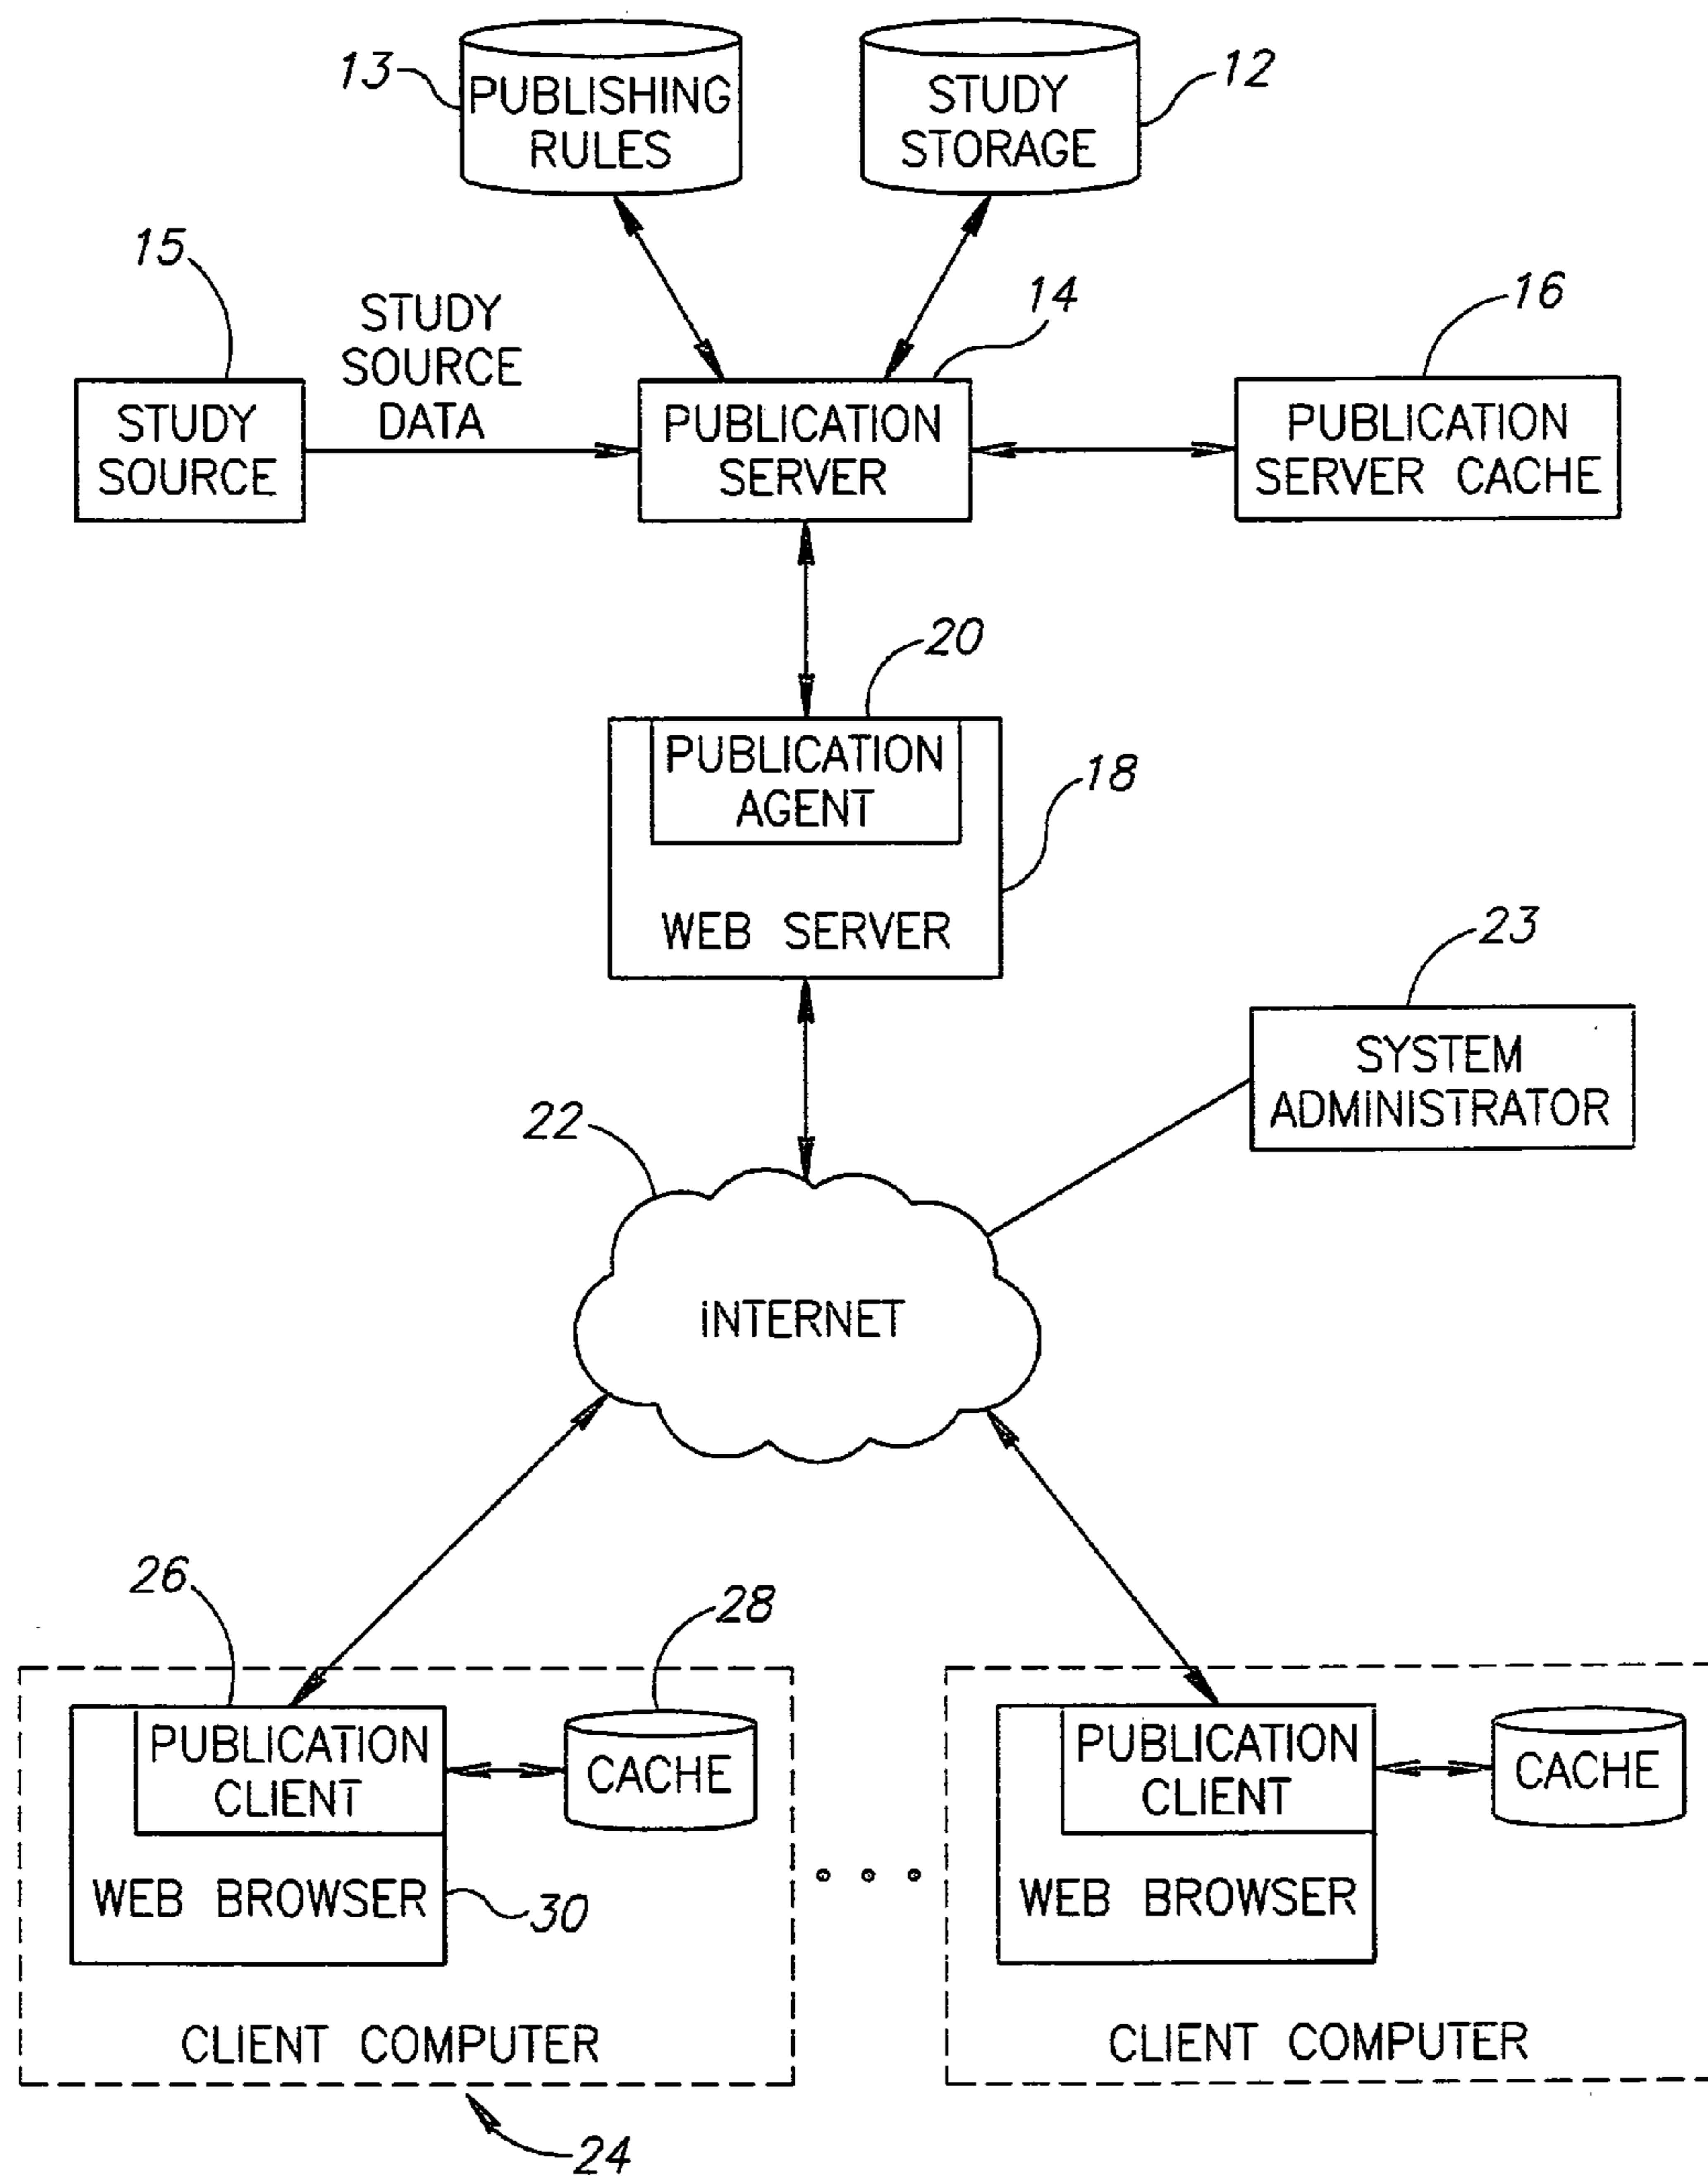 13
PUBLISHING
RULES
STUDY
STORAGE
12
15
STUDY
SOURCE
DATA
14
16
STUDY
SOURCE
PUBLICATION
SERVER
PUBLICATION
SERVER CACHE
20
PUBLICATION
AGENT
18
WEB SERVER
23
SYSTEM
ADMINISTRATOR
22
INTERNET
26
28
PUBLICATION
CLIENT
CACHE
WEB BROWSER
30
CLIENT COMPUTER
24
PUBLICATION
CLIENT
CACHE
WEB BROWSER
CLIENT COMPUTER